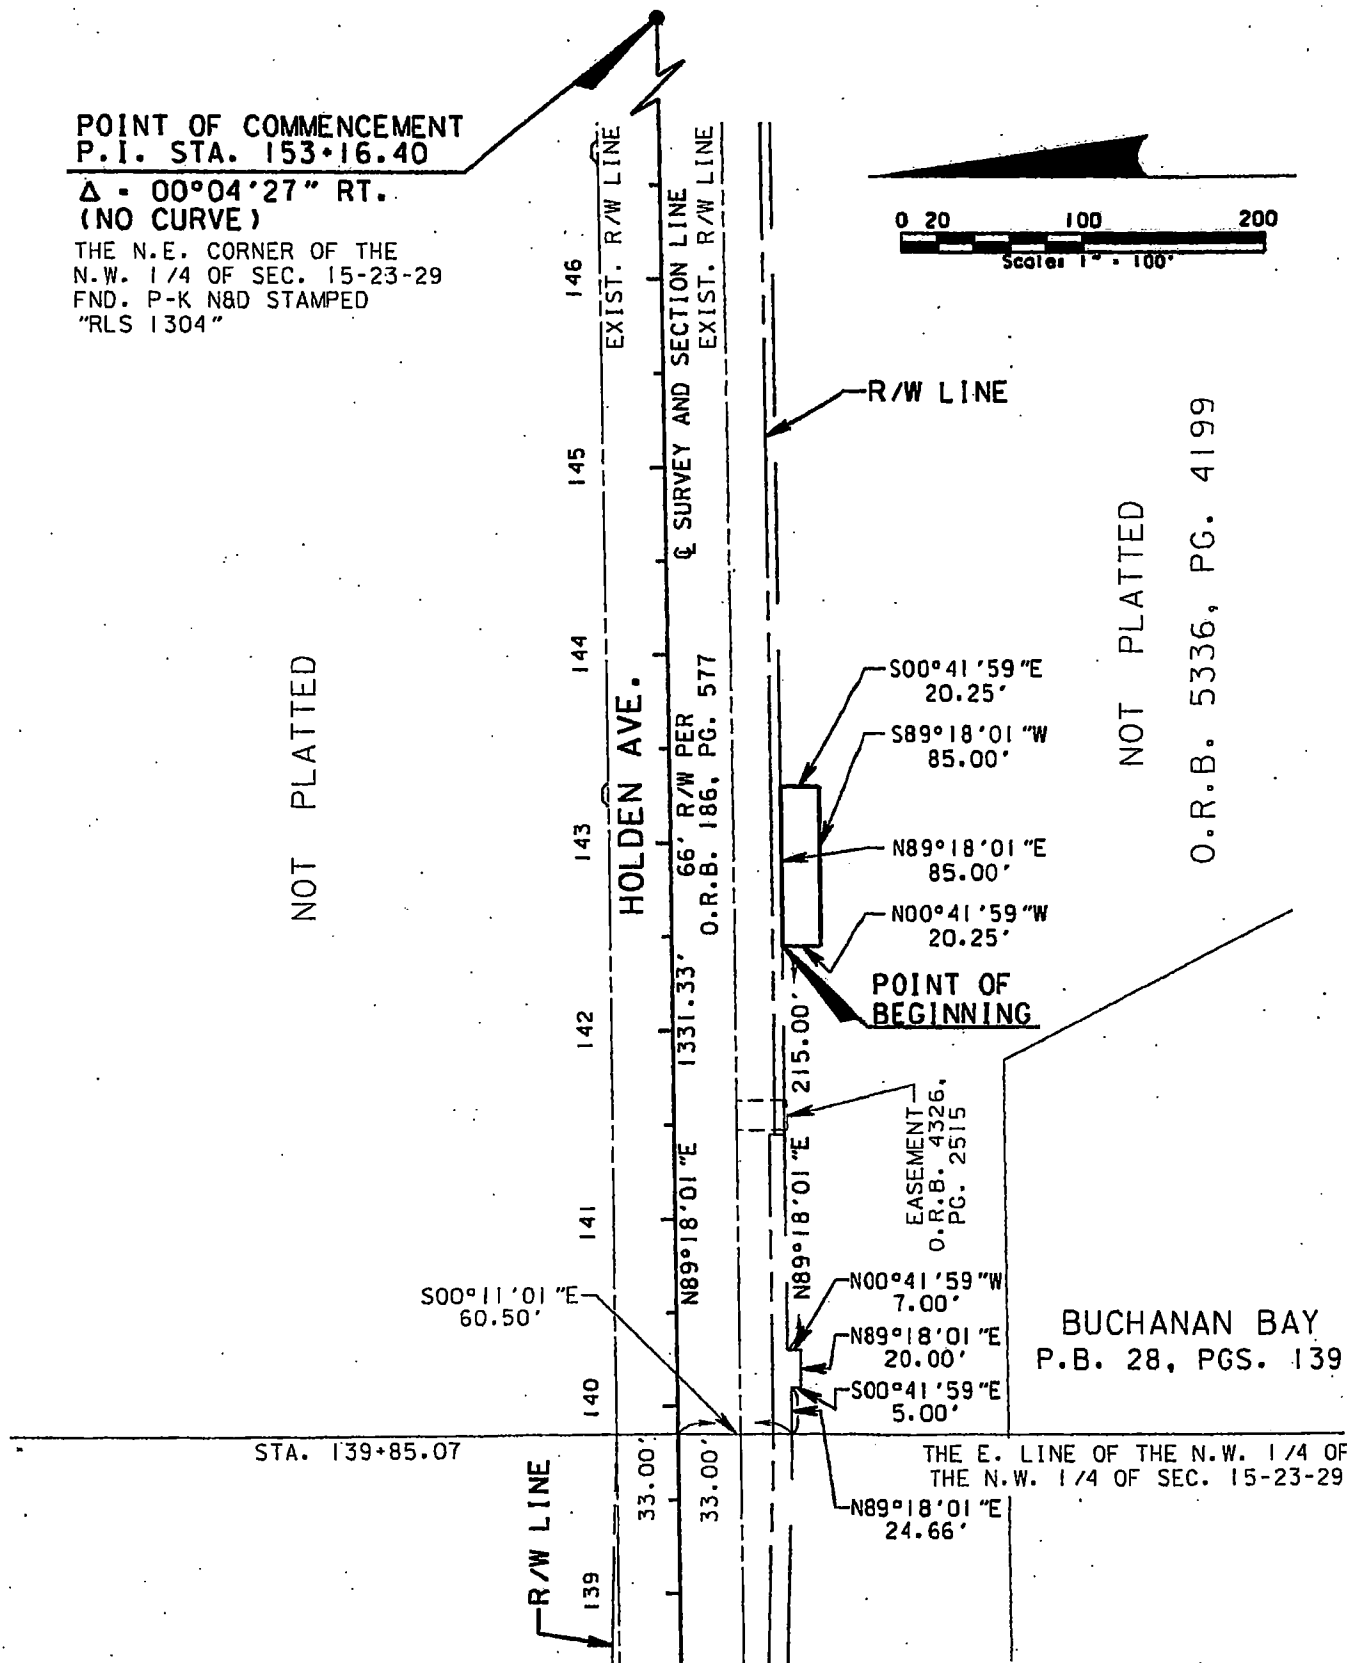 POINT OF COMMENCEMENT
P.I. STA. 153+16.40
Δ = 00°04'27" RT.
(NO CURVE)
THE N.E. CORNER OF THE
N.W. 1/4 OF SEC. 15-23-29
FND. P-K N&D STAMPED
"RLS 1304"
0 20 100 200
Scale: 1" = 100'
EXIST. R/W LINE
℄ SURVEY AND SECTION LINE
EXIST. R/W LINE
R/W LINE
146
145
144
143
142
141
140
139
NOT PLATTED
HOLDEN AVE.
66' R/W PER
O.R.B. 186, PG. 577
NOT PLATTED
O.R.B. 5336, PG. 4199
S00°41'59"E
20.25'
S89°18'01"W
85.00'
N89°18'01"E
85.00'
N00°41'59"W
20.25'
POINT OF
BEGINNING
N89°18'01"E 1331.33'
N89°18'01"E 215.00'
EASEMENT
O.R.B. 4326,
PG. 2515
S00°11'01"E
60.50'
N00°41'59"W
7.00'
N89°18'01"E
20.00'
S00°41'59"E
5.00'
BUCHANAN BAY
P.B. 28, PGS. 139
STA. 139+85.07
THE E. LINE OF THE N.W. 1/4 OF
THE N.W. 1/4 OF SEC. 15-23-29
33.00'
33.00'
N89°18'01"E
24.66'
R/W LINE